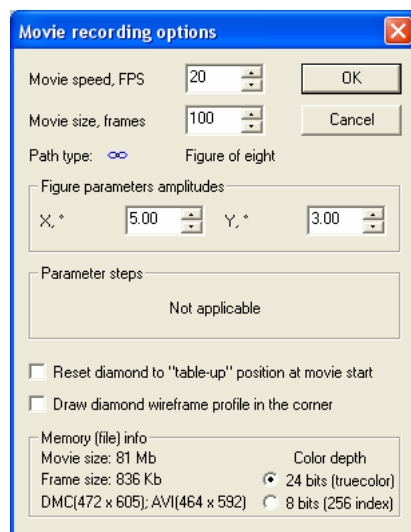 Movie recording options
Movie speed, FPS 20 OK
Movie size, frames 100 Cancel
Path type: Figure of eight
Figure parameters amplitudes
X, ° 5.00 Y, ° 3.00
Parameter steps
Not applicable
Reset diamond to "table-up" position at movie start
Draw diamond wireframe profile in the corner
Memory (file) info
Movie size: 81 Mb Color depth
Frame size: 836 Kb 24 bits (truecolor)
DMC(472 x 605); AVI(464 x 592) 8 bits (256 index)